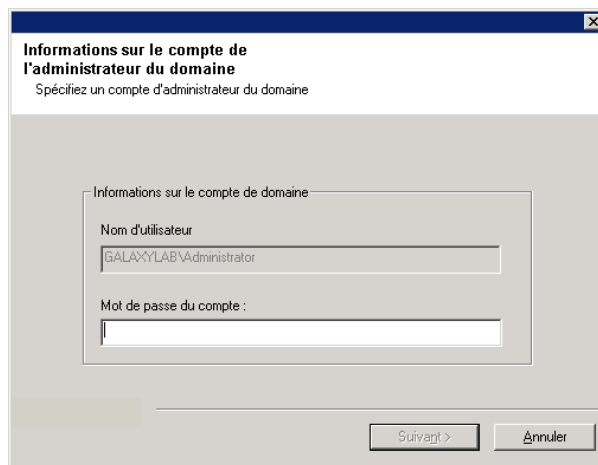 Informations sur le compte de
l'administrateur du domaine
Spécifiez un compte d'administrateur du domaine
Informations sur le compte de domaine
Nom d'utilisateur
GALAXYLAB\Administrator
Mot de passe du compte :
Suivant >
Annuler